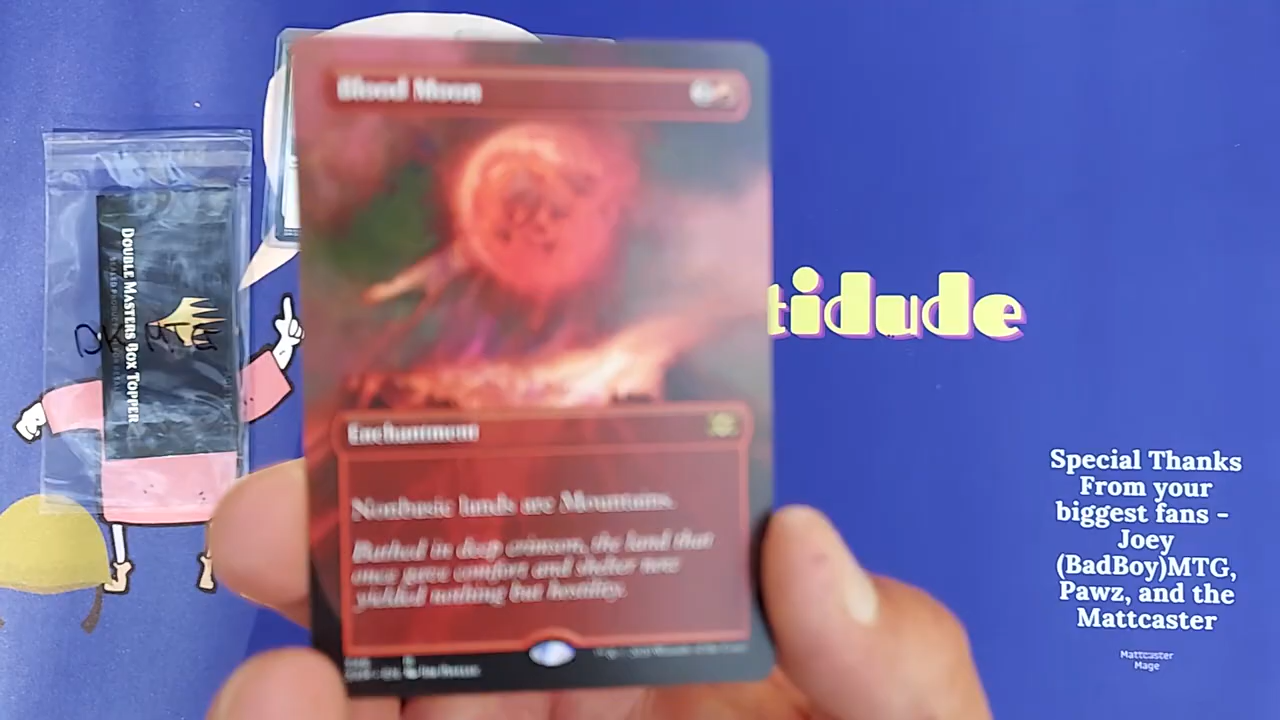 Blood Moon
Enchantment
Nonbasic lands are Mountains.
Bathed in deep crimson, the land that
once gave comfort and shelter now
yielded nothing but hostility.
DOUBLE MASTERS BOX TOPPER
tidude
Special Thanks
From your
biggest fans -
Joey
(BadBoy)MTG,
Pawz, and the
Mattcaster
Mattcaster
Mage